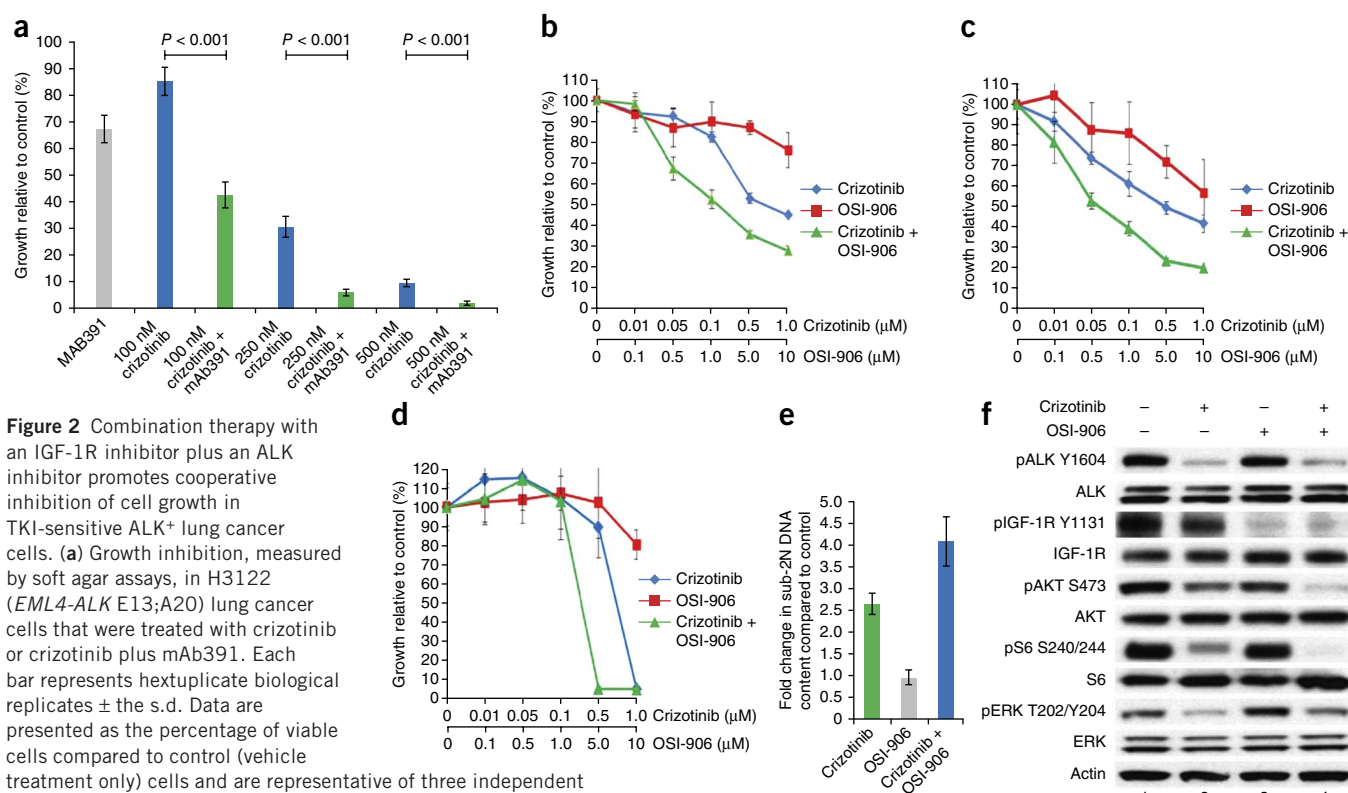 a
P < 0.001
P < 0.001
P < 0.001
Growth relative to control (%)
100
90
80
70
60
50
40
30
20
10
0
MAB391
100 nM
crizotinib
100 nM
crizotinib +
mAb391
250 nM
crizotinib
250 nM
crizotinib +
mAb391
500 nM
crizotinib
500 nM
crizotinib +
mAb391
b
Growth relative to control (%)
110
100
90
80
70
60
50
40
30
20
10
0
Crizotinib
OSI-906
Crizotinib +
OSI-906
0 0.01 0.05 0.1 0.5 1.0 Crizotinib (μM)
0 0.1 0.5 1.0 5.0 10 OSI-906 (μM)
c
Growth relative to control (%)
110
100
90
80
70
60
50
40
30
20
10
0
Crizotinib
OSI-906
Crizotinib +
OSI-906
0 0.01 0.05 0.1 0.5 1.0 Crizotinib (μM)
0 0.1 0.5 1.0 5.0 10 OSI-906 (μM)
Figure 2 Combination therapy with
an IGF-1R inhibitor plus an ALK
inhibitor promotes cooperative
inhibition of cell growth in
TKI-sensitive ALK+ lung cancer
cells. (a) Growth inhibition, measured
by soft agar assays, in H3122
(EML4-ALK E13;A20) lung cancer
cells that were treated with crizotinib
or crizotinib plus mAb391. Each
bar represents hextuplicate biological
replicates ± the s.d. Data are
presented as the percentage of viable
cells compared to control (vehicle
treatment only) cells and are representative of three independent
d
Growth relative to control (%)
120
110
100
90
80
70
60
50
40
30
20
10
0
Crizotinib
OSI-906
Crizotinib +
OSI-906
0 0.01 0.05 0.1 0.5 1.0 Crizotinib (μM)
0 0.1 0.5 1.0 5.0 10 OSI-906 (μM)
e
Fold change in sub-2N DNA
content compared to control
5.0
4.5
4.0
3.5
3.0
2.5
2.0
1.5
1.0
0.5
0
Crizotinib
OSI-906
Crizotinib +
OSI-906
f
Crizotinib – + – +
OSI-906 – – + +
pALK Y1604
ALK
pIGF-1R Y1131
IGF-1R
pAKT S473
AKT
pS6 S240/244
S6
pERK T202/Y204
ERK
Actin